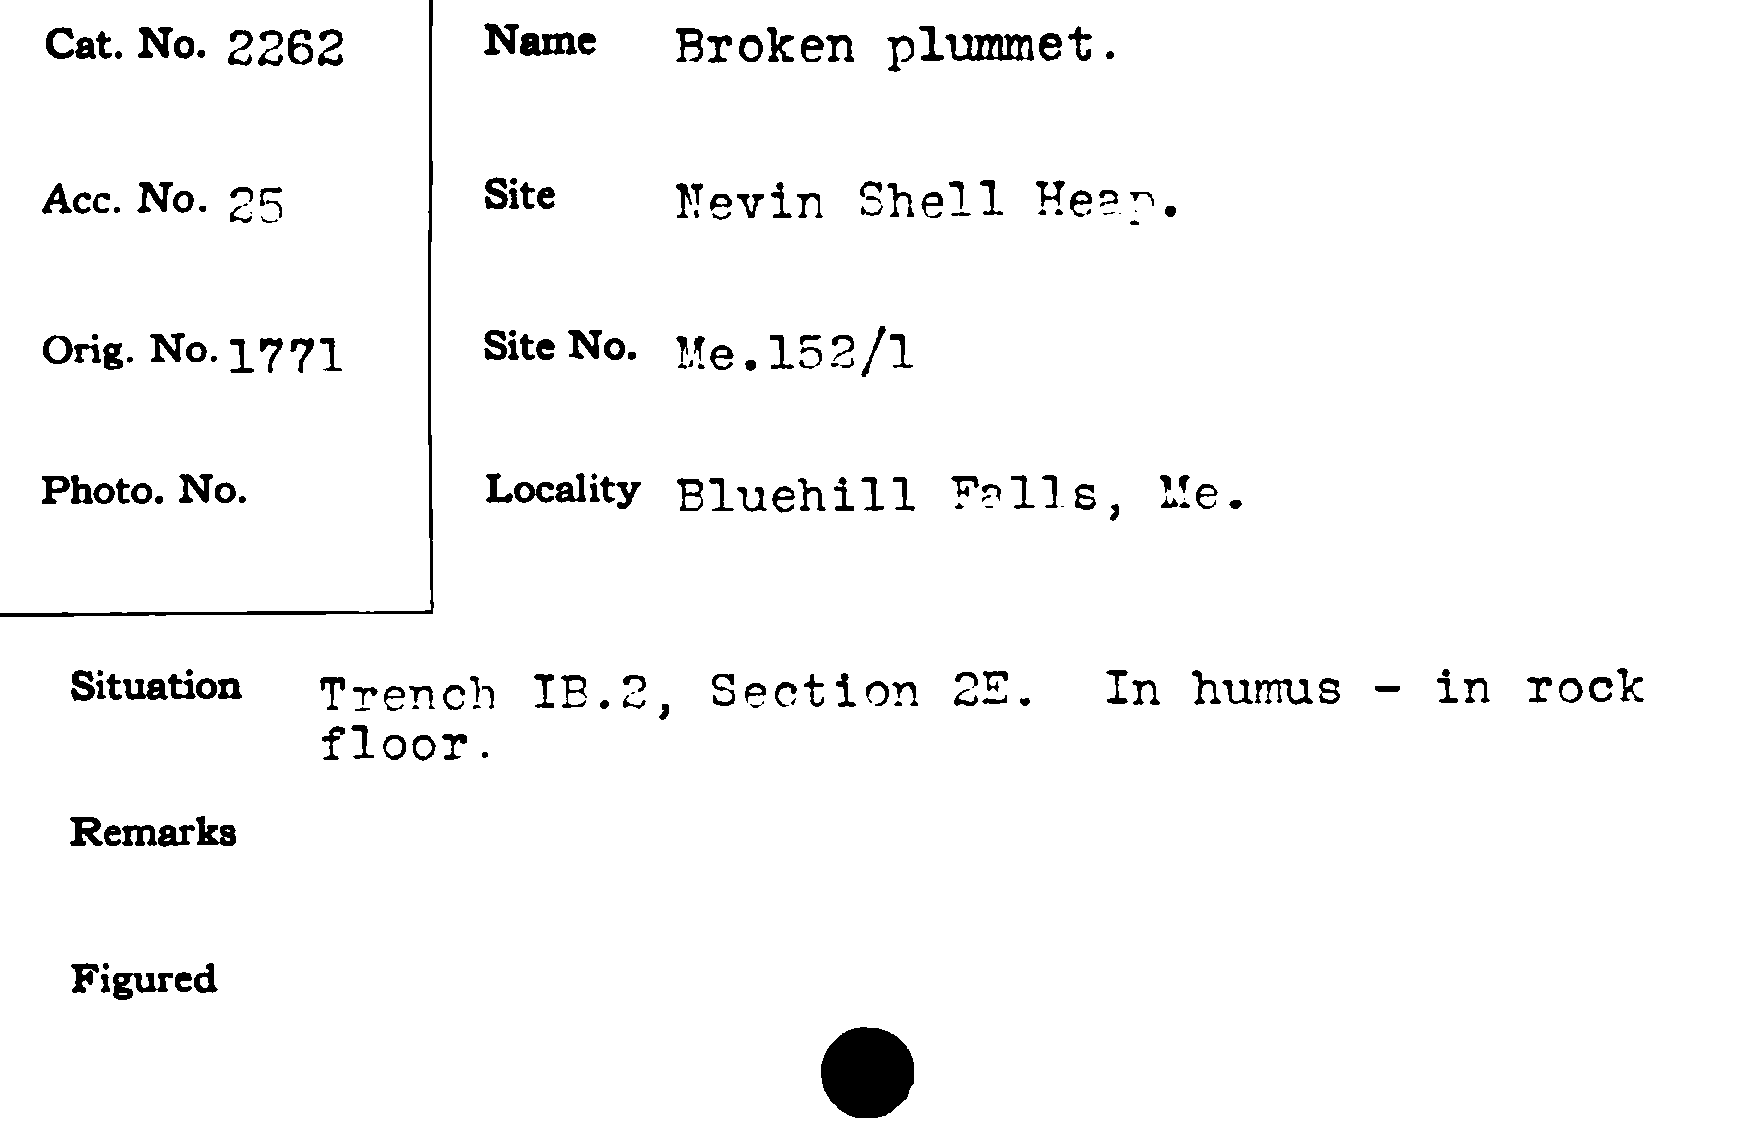 Cat. No. 2262
Name Broken plummet.
Acc. No. 25
Site Nevin Shell Heap.
Orig. No. 1771
Site No. Me.152/1
Photo. No.
Locality Bluehill Falls, Me.
Situation Trench IB.2, Section 2E. In humus - in rock
floor.
Remarks
Figured